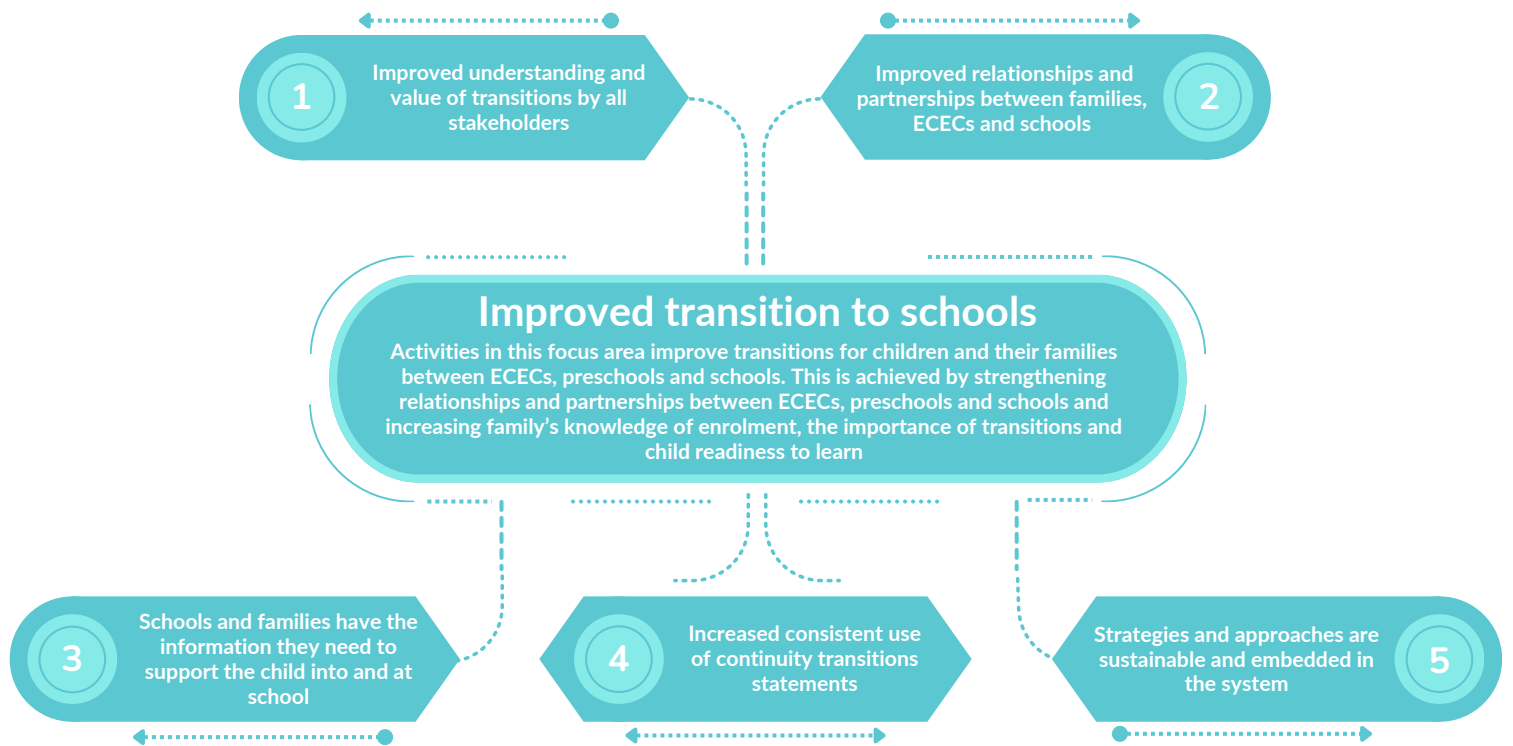 1
Improved understanding and
value of transitions by all
stakeholders
Improved relationships and
partnerships between families,
ECECs and schools
2
Improved transition to schools
Activities in this focus area improve transitions for children and their families
between ECECs, preschools and schools. This is achieved by strengthening
relationships and partnerships between ECECs, preschools and schools and
increasing family’s knowledge of enrolment, the importance of transitions and
child readiness to learn
3
Schools and families have the
information they need to
support the child into and at
school
4
Increased consistent use
of continuity transitions
statements
Strategies and approaches are
sustainable and embedded in
the system
5